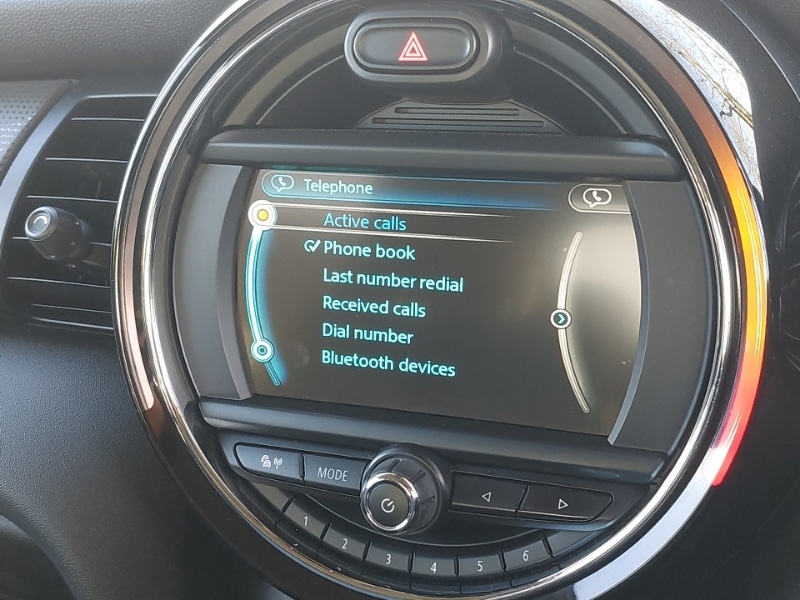 Telephone
Active calls
Phone book
Last number redial
Received calls
Dial number
Bluetooth devices
MODE
1 2 3 4 5 6